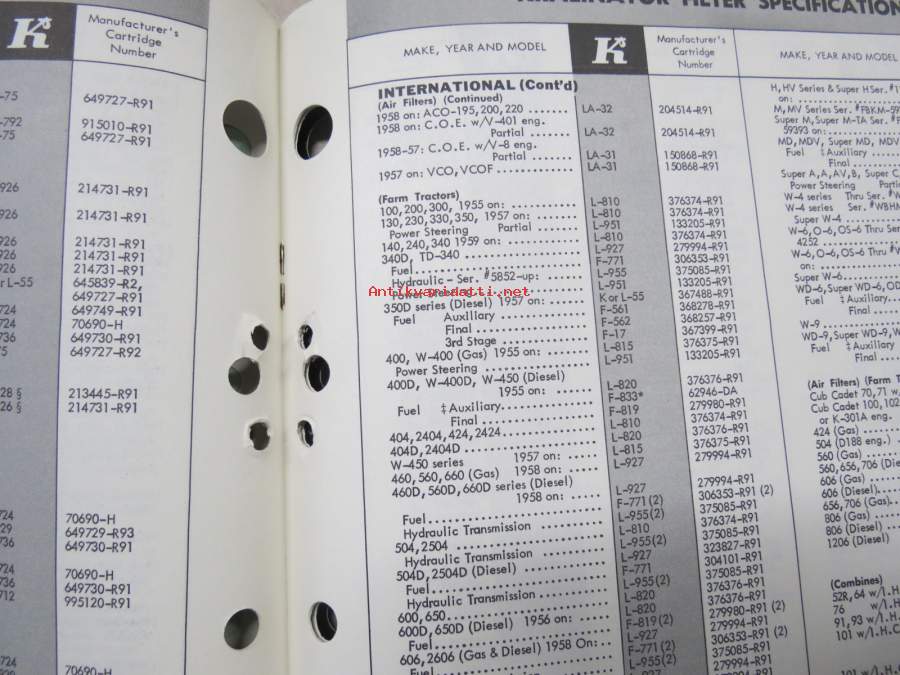 KRALINATOR FILTER SPECIFICATION
K
Manufacturer's
Cartridge
Number
-75
649727-R91
-792
915010-R91
-75
649727-R91
926
214731-R91
926
214731-R91
926
214731-R91
926
214731-R91
926
214731-R91
or L-55
645839-R2,
649727-R91
724
649749-R91
724
70690-H
736
649730-R91
75
649727-R92
28 §
213445-R91
26 §
214731-R91
724
70690-H
729
649729-R93
736
649730-R91
724
70690-H
736
649730-R91
712
995120-R91
724
70690-H
MAKE, YEAR AND MODEL
K
Manufacturer's
Cartridge
Number
INTERNATIONAL (Cont'd)
(Air Filters) (Continued)
1958 on: ACO-195,200,220 ....... LA-32 204514-R91
1958 on: C.O.E. w/V-401 eng.
Partial ...... LA-32 204514-R91
1958-57: C.O.E. w/V-8 eng.
Partial ...... LA-31 150868-R91
1957 on: VCO,VCOF ............ LA-31 150868-R91
(Farm Tractors)
100,200,300, 1955 on: ......... L-810 376374-R91
130,230,330,350, 1957 on: ...... L-810 376374-R91
Power Steering Partial ...... L-951 133205-R91
140,240,340 1959 on: .......... L-810 376374-R91
340D, TD-340 ................ L-927 279994-R91
Fuel ..................... F-771 306353-R91
Hydraulic - Ser. #5852-up: ...... L-955 375085-R91
Power Steering ............. L-951 133205-R91
350D series (Diesel) 1957 on: ..... K or L-55 367488-R91
Fuel Auxiliary ............ F-561 368278-R91
Final ............... F-562 368257-R91
3rd Stage ............ F-17 367399-R91
400, W-400 (Gas) 1955 on: ...... L-815 376375-R91
Power Steering ............. L-951 133205-R91
400D, W-400D, W-450 (Diesel)
1955 on: ..... L-820 376376-R91
Fuel ‡Auxiliary............ F-833* 62946-DA
Final ............... F-819 279980-R91
404,2404,424,2424 ............ L-810 376374-R91
404D,2404D ................ L-820 376376-R91
W-450 series 1957 on: ..... L-815 376375-R91
460,560,660 (Gas) 1958 on: ..... L-927 279994-R91
460D,560D,660D series (Diesel)
1958 on: ..... L-927 279994-R91
Fuel ..................... F-771 (2) 306353-R91 (2)
Hydraulic Transmission ........ L-955(2) 375085-R91
504,2504 .................. L-810 376374-R91
Hydraulic Transmission ........ L-955(2) 375085-R91
504D,2504D (Diesel) .......... L-927 323827-R91
Fuel ..................... F-771 304101-R91
Hydraulic Transmission ........ L-955(2) 375085-R91
600,650 ................... L-820 376376-R91
600D,650D (Diesel) 1956 on: ..... L-820 376376-R91
Fuel ..................... F-819(2) 279980-R91 (2)
606,2606 (Gas & Diesel) 1958 On: L-927 279994-R91
Fuel F-771 (2) 306353-R91 (2)
L-955(2) 375085-R91
L-927 279994-R91
Antikvariaatti.net
MAKE, YEAR AND MODEL
on:
M,MV Series Ser.
59393 on:
MD,MDV, Super MD, MDV
Fuel ‡Auxiliary
Final
Super A,A,AV,B, Super C,
Power Steering
W-4 series Thru Ser.
W-4 series Ser.
Super W-4
W-6,O-6,OS-6 Thru Ser
4252
W-6,O-6,OS-6 Thru
on:
Super W-6
WD-6,Super WD-6,
Fuel ‡Auxiliary
Final
W-9
WD-9,Super WD-9,
Fuel ‡Auxiliary
Final
(Air Filters) (Farm
Cub Cadet 70,71
Cub Cadet 100,102
or K-301A eng.
424 (Gas)
504 (D188 eng.)
560 (Gas)
560,656,706
606 (Gas)
606 (Diesel)
656,706 (Gas)
806 (Gas)
806 (Diesel)
1206 (Diesel)
(Combines)
52R,64 w/I.H.
76 w/I.H.
91,93 w/I.H.
101 w/I.H.C
101 w/I.H.